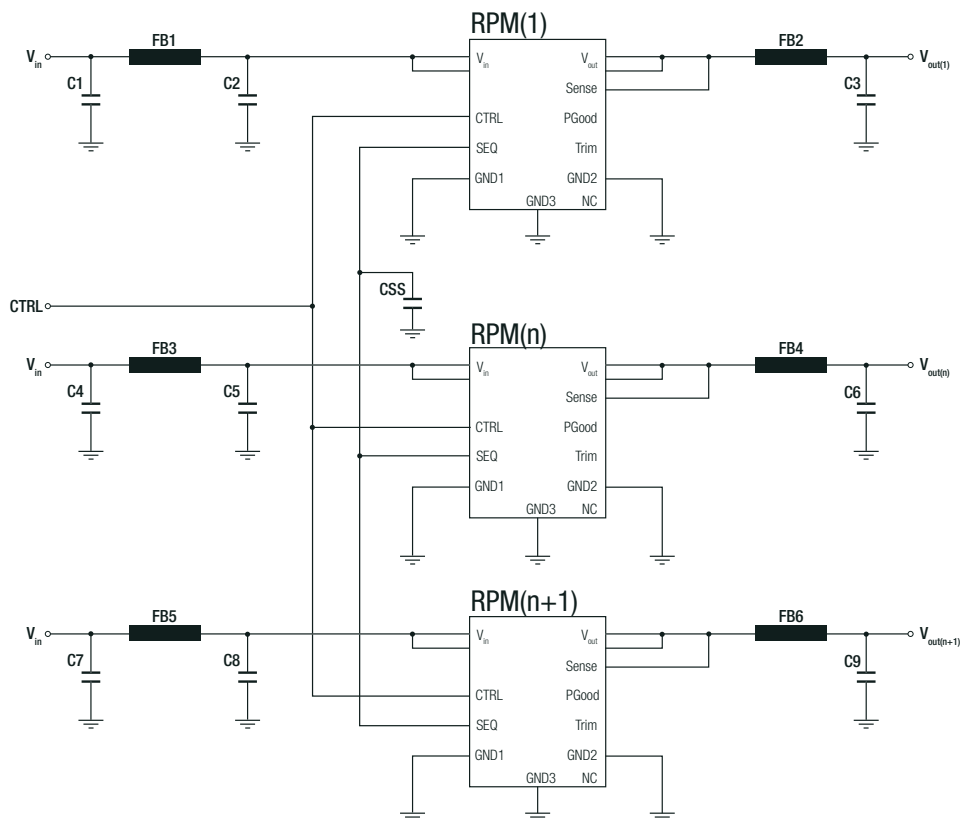 RPM(1)
Vin
FB1
FB2
Vout(1)
C1
C2
C3
Vin
Vout
Sense
CTRL
PGood
SEQ
Trim
GND1
GND2
GND3
NC
CSS
CTRL
RPM(n)
Vin
FB3
FB4
Vout(n)
C4
C5
C6
Vin
Vout
Sense
CTRL
PGood
SEQ
Trim
GND1
GND2
GND3
NC
RPM(n+1)
Vin
FB5
FB6
Vout(n+1)
C7
C8
C9
Vin
Vout
Sense
CTRL
PGood
SEQ
Trim
GND1
GND2
GND3
NC